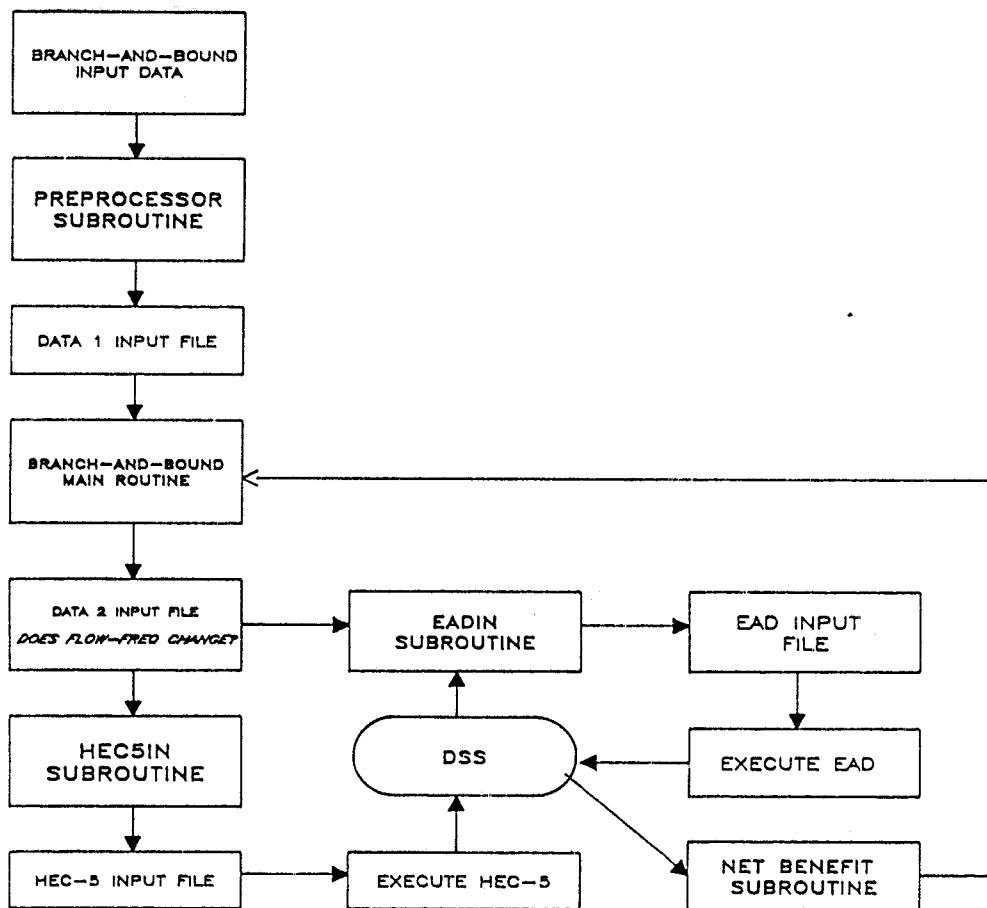 BRANCH-AND-BOUND
INPUT DATA
PREPROCESSOR
SUBROUTINE
DATA 1 INPUT FILE
BRANCH-AND-BOUND
MAIN ROUTINE
DATA 2 INPUT FILE
DOES FLOW-FREQ CHANGE?
EADIN
SUBROUTINE
EAD INPUT
FILE
HEC5IN
SUBROUTINE
DSS
EXECUTE EAD
HEC-5 INPUT FILE
EXECUTE HEC-5
NET BENEFIT
SUBROUTINE